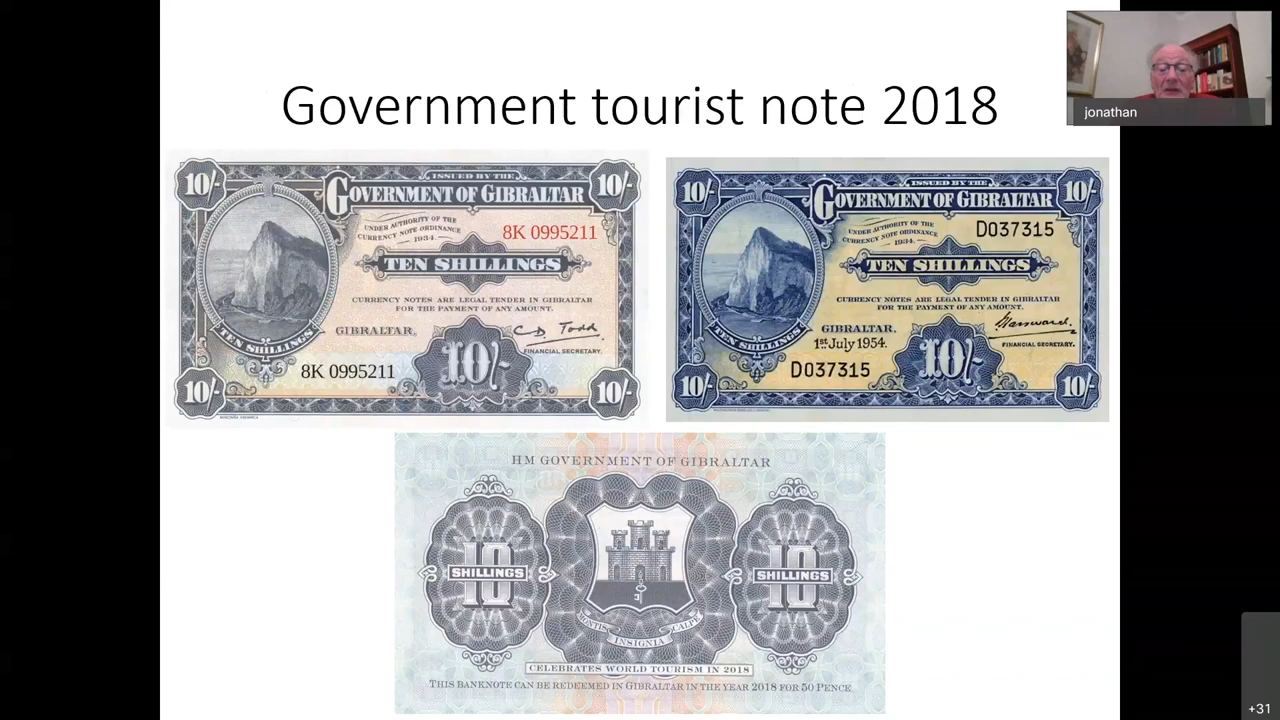 Government tourist note 2018
jonathan
10/-
10/-
ISSUED BY THE
GOVERNMENT OF GIBRALTAR
UNDER AUTHORITY OF THE
CURRENCY NOTE ORDINANCE
1934.
8K 0995211
TEN SHILLINGS
CURRENCY NOTES ARE LEGAL TENDER IN GIBRALTAR
FOR THE PAYMENT OF ANY AMOUNT.
TEN SHILLINGS
GIBRALTAR.
C.D. Todd
FINANCIAL SECRETARY.
8K 0995211
10/-
10/-
10/-
10/-
10/-
ISSUED BY THE
GOVERNMENT OF GIBRALTAR
UNDER AUTHORITY OF THE
CURRENCY NOTE ORDINANCE
1934.
D037315
TEN SHILLINGS
CURRENCY NOTES ARE LEGAL TENDER IN GIBRALTAR
FOR THE PAYMENT OF ANY AMOUNT.
TEN SHILLINGS
GIBRALTAR.
1st July 1954.
FINANCIAL SECRETARY.
D037315
10/-
10/-
10/-
HM GOVERNMENT OF GIBRALTAR
10
SHILLINGS
10
SHILLINGS
MONTIS INSIGNIA CALPE
CELEBRATES WORLD TOURISM IN 2018
THIS BANKNOTE CAN BE REDEEMED IN GIBRALTAR IN THE YEAR 2018 FOR 50 PENCE
+31